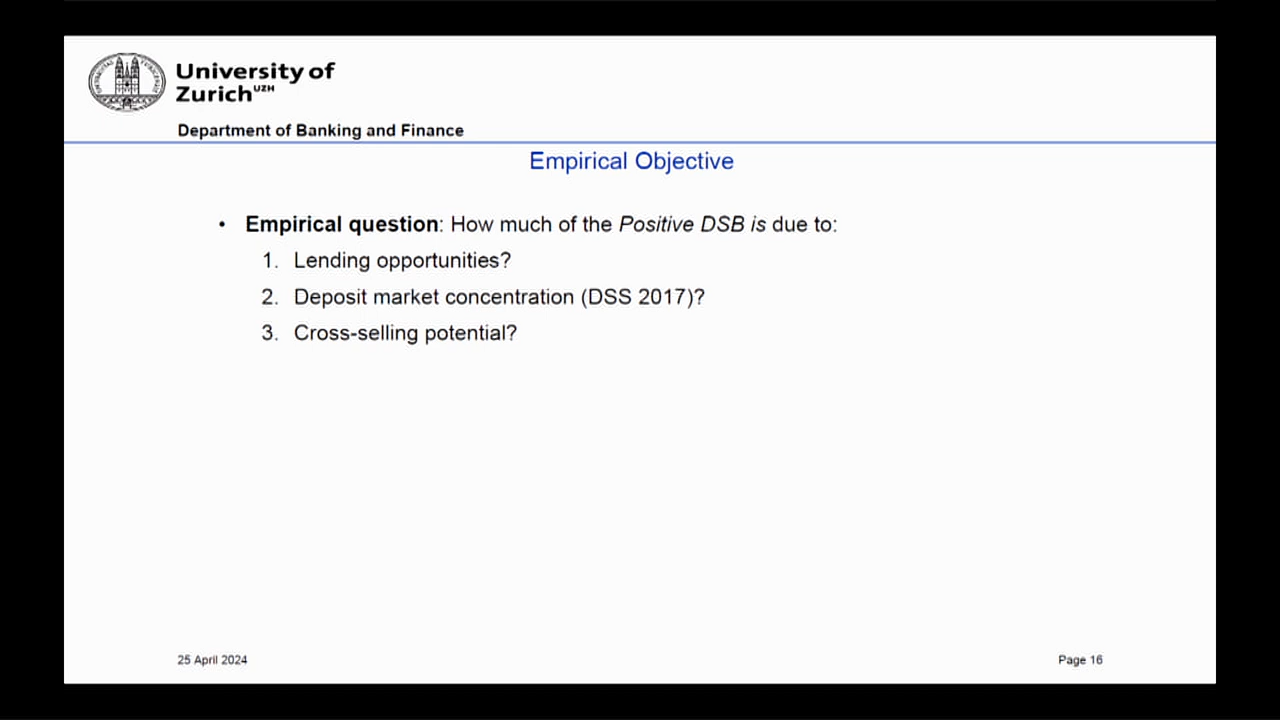 University of
Zurich UZH
Department of Banking and Finance
Empirical Objective
• Empirical question: How much of the Positive DSB is due to:
1. Lending opportunities?
2. Deposit market concentration (DSS 2017)?
3. Cross-selling potential?
25 April 2024
Page 16